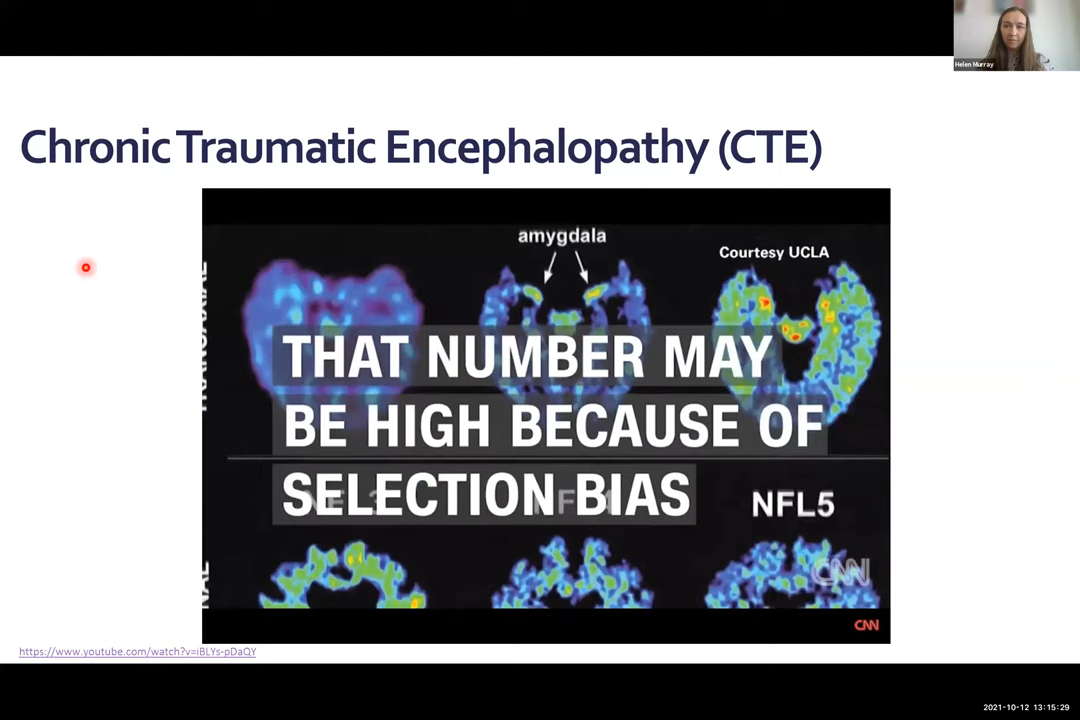 Helen Murray
Chronic Traumatic Encephalopathy (CTE)
amygdala
Courtesy UCLA
THAT NUMBER MAY
BE HIGH BECAUSE OF
SELECTION BIAS
NFL5
CNN
CNN
https://www.youtube.com/watch?v=iBLYs-pDaQY
2021-10-12 13:15:29